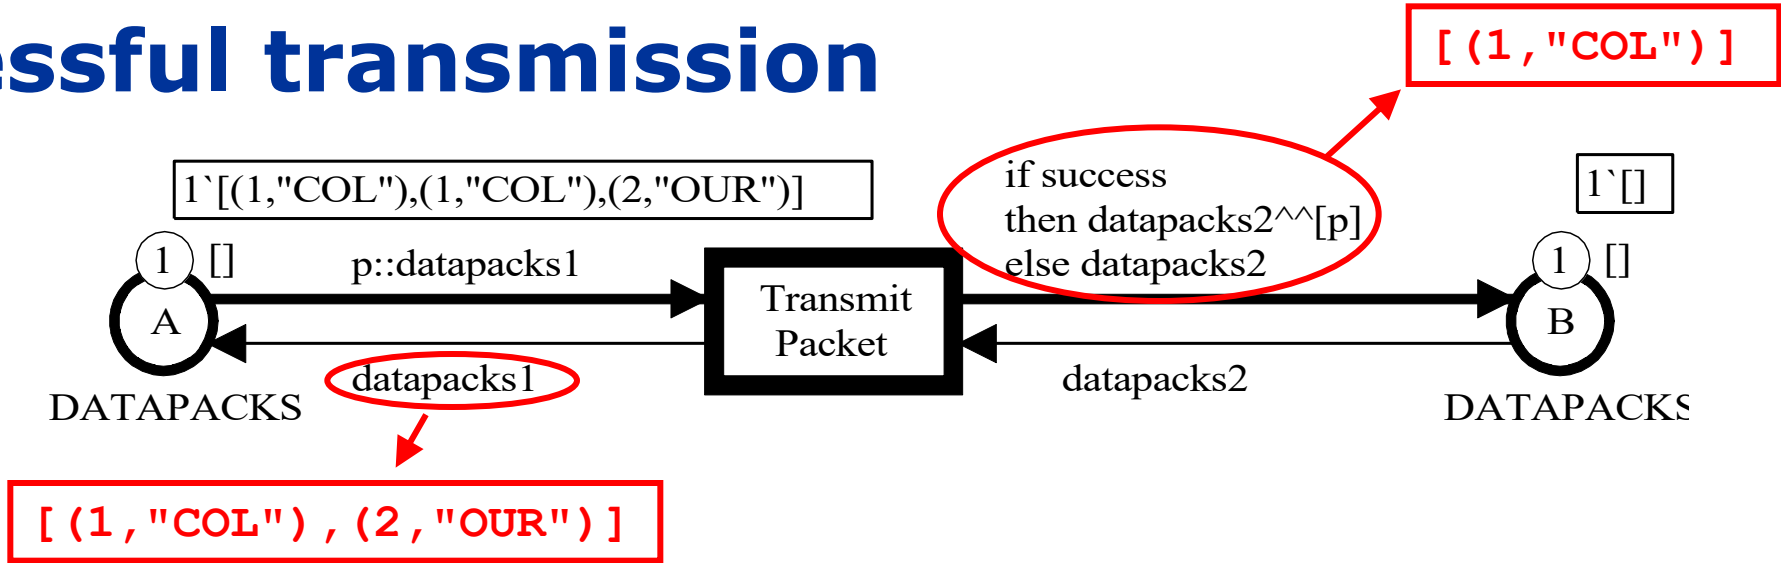 essful transmission
[(1,"COL")]
1`[(1,"COL"),(1,"COL"),(2,"OUR")]
if success
then datapacks2^^[p]
else datapacks2
1`[]
1
[]
p::datapacks1
1
[]
A
Transmit
Packet
B
datapacks1
datapacks2
DATAPACKS
DATAPACKS
[(1,"COL"),(2,"OUR")]